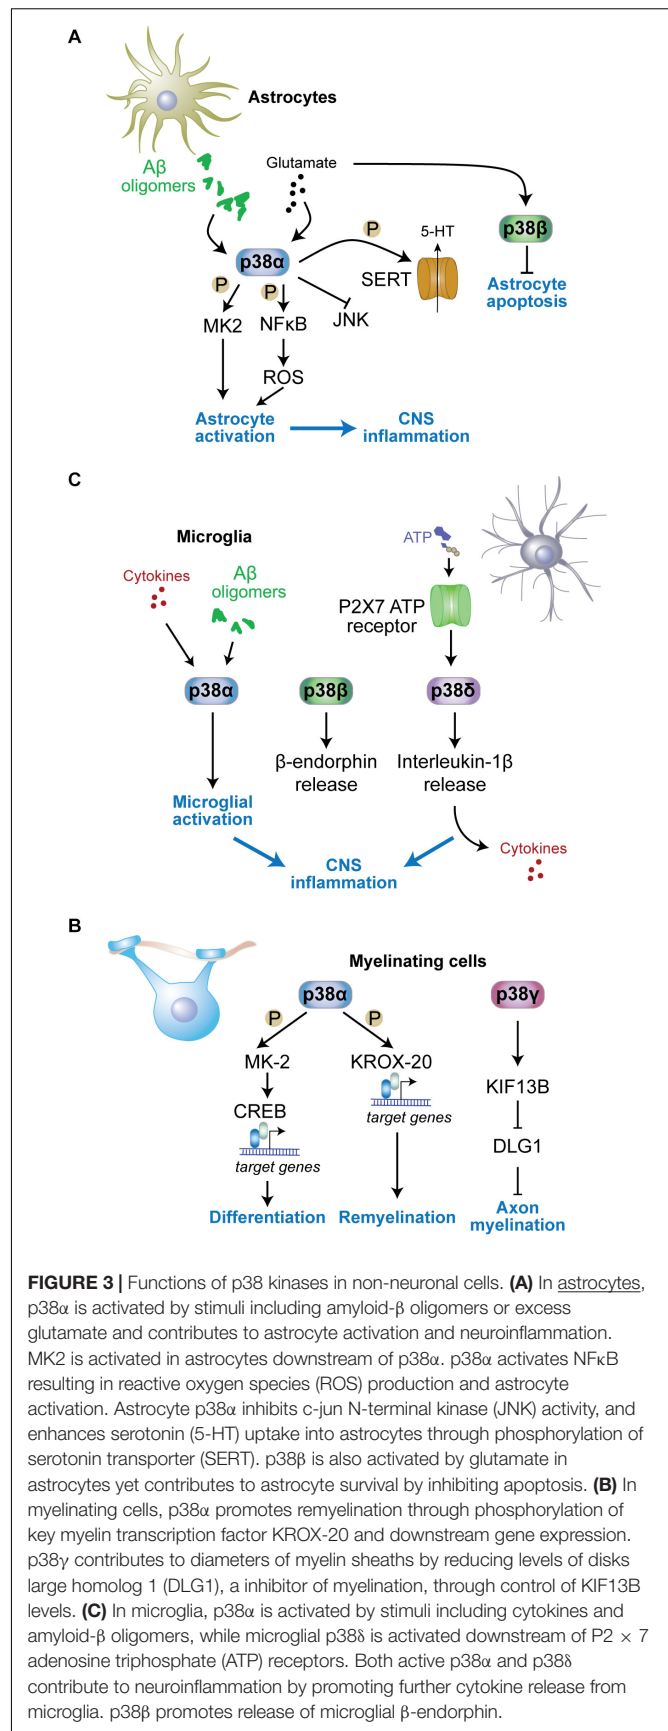 A
Astrocytes
Aβ
oligomers
Glutamate
p38α
P
5-HT
SERT
p38β
Astrocyte
apoptosis
P
P
MK2
NFκB
JNK
ROS
Astrocyte
activation
CNS
inflammation
C
Microglia
Cytokines
Aβ
oligomers
ATP
P2X7 ATP
receptor
p38α
p38β
p38δ
β-endorphin
release
Interleukin-1β
release
Microglial
activation
CNS
inflammation
Cytokines
B
Myelinating cells
p38α
p38γ
P
P
MK-2
KROX-20
KIF13B
CREB
target genes
DLG1
target genes
Differentiation
Remyelination
Axon
myelination
FIGURE 3 | Functions of p38 kinases in non-neuronal cells. (A) In astrocytes,
p38α is activated by stimuli including amyloid-β oligomers or excess
glutamate and contributes to astrocyte activation and neuroinflammation.
MK2 is activated in astrocytes downstream of p38α. p38α activates NFκB
resulting in reactive oxygen species (ROS) production and astrocyte
activation. Astrocyte p38α inhibits c-jun N-terminal kinase (JNK) activity, and
enhances serotonin (5-HT) uptake into astrocytes through phosphorylation of
serotonin transporter (SERT). p38β is also activated by glutamate in
astrocytes yet contributes to astrocyte survival by inhibiting apoptosis. (B) In
myelinating cells, p38α promotes remyelination through phosphorylation of
key myelin transcription factor KROX-20 and downstream gene expression.
p38γ contributes to diameters of myelin sheaths by reducing levels of disks
large homolog 1 (DLG1), a inhibitor of myelination, through control of KIF13B
levels. (C) In microglia, p38α is activated by stimuli including cytokines and
amyloid-β oligomers, while microglial p38δ is activated downstream of P2 × 7
adenosine triphosphate (ATP) receptors. Both active p38α and p38δ
contribute to neuroinflammation by promoting further cytokine release from
microglia. p38β promotes release of microglial β-endorphin.